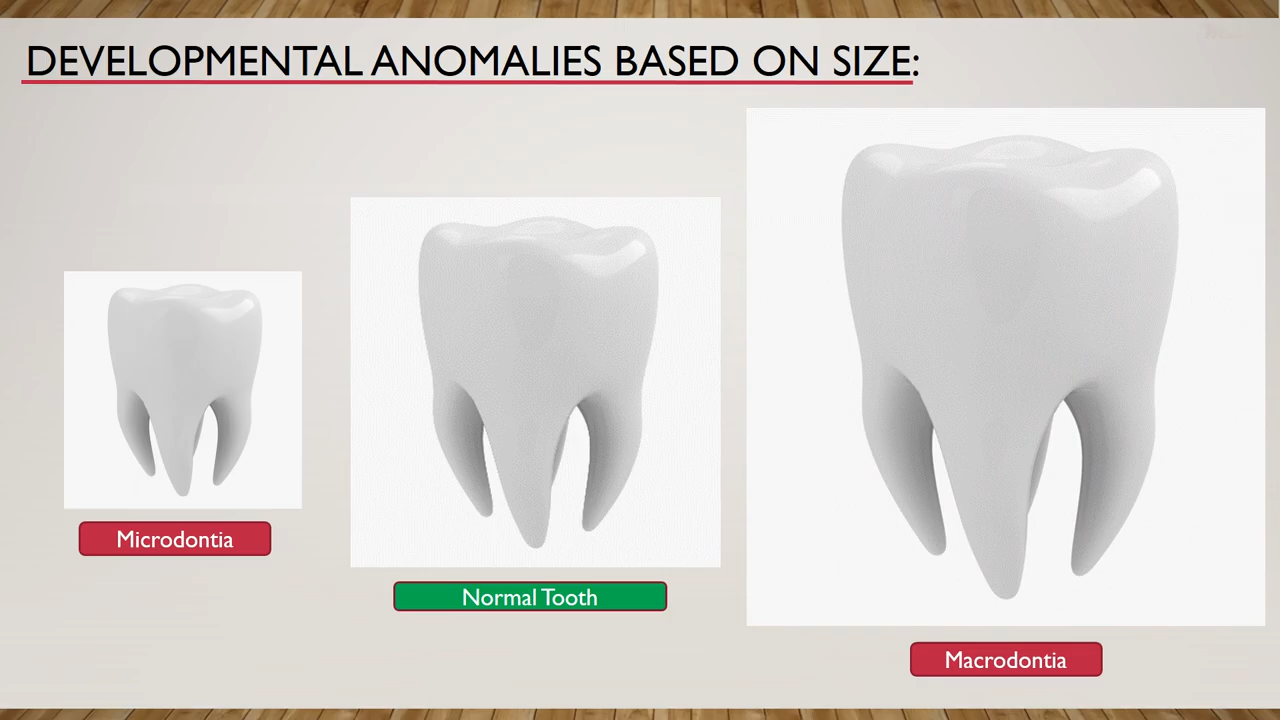 DEVELOPMENTAL ANOMALIES BASED ON SIZE:
Microdontia
Normal Tooth
Macrodontia